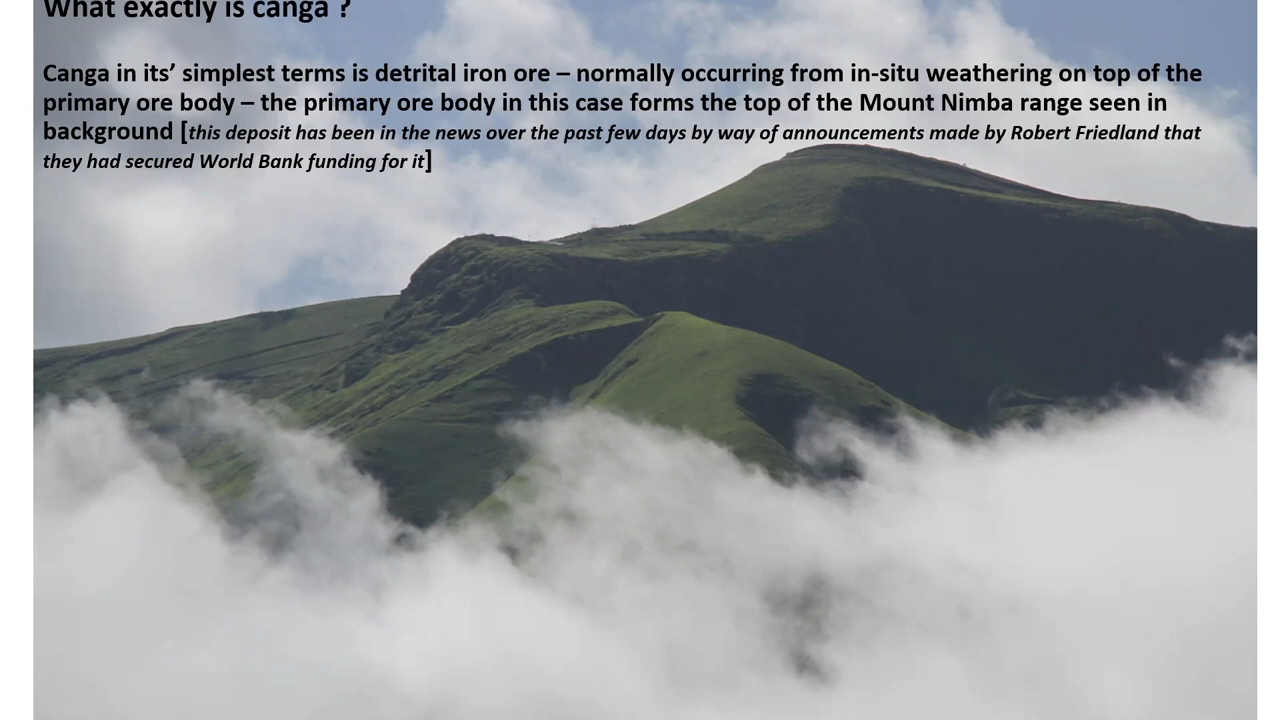 What exactly is canga ?
Canga in its’ simplest terms is detrital iron ore – normally occurring from in-situ weathering on top of the
primary ore body – the primary ore body in this case forms the top of the Mount Nimba range seen in
background [this deposit has been in the news over the past few days by way of announcements made by Robert Friedland that
they had secured World Bank funding for it]